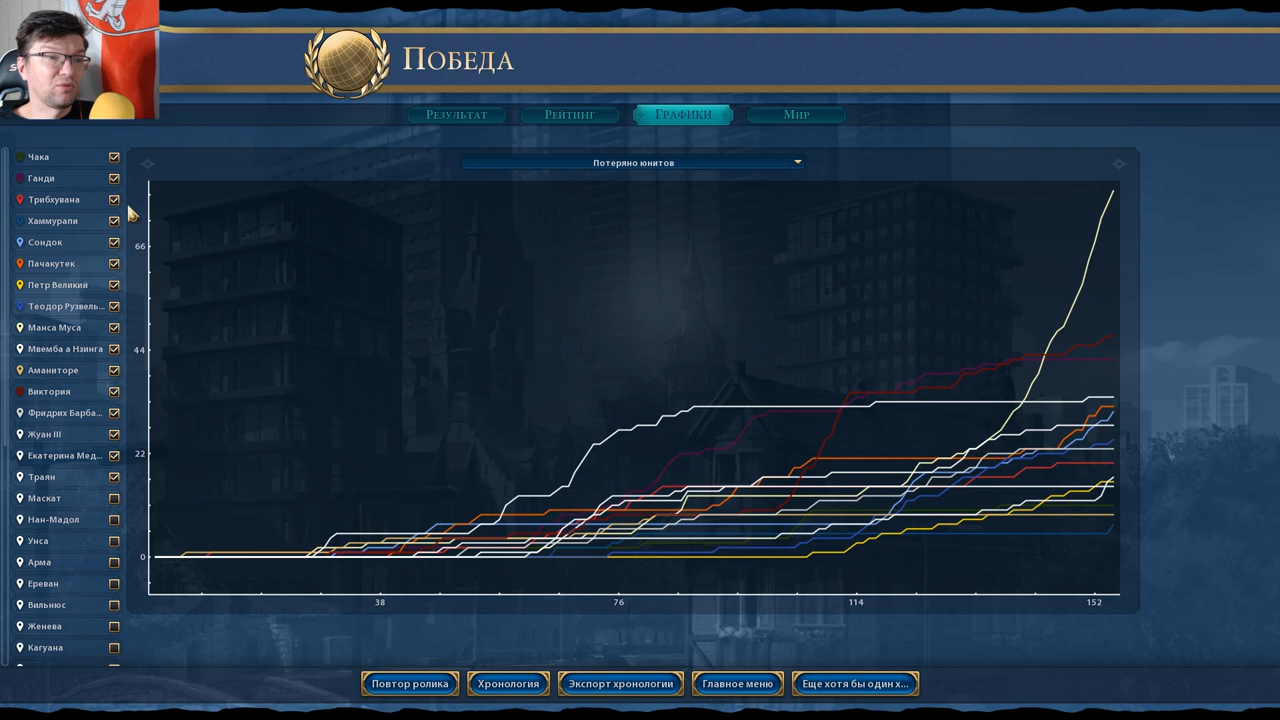 Победа
Результат
Рейтинг
Графики
Мир
Потеряно юнитов
Чака
Ганди
Трибхувана
Хаммурапи
Сондок
Пачакутек
Петр Великий
Теодор Рузвель...
Манса Муса
Мвемба а Нзинга
Аманиторе
Виктория
Фридрих Барба...
Жуан III
Екатерина Мед...
Траян
Маскат
Нан-Мадол
Унса
Арма
Ереван
Вильнюс
Женева
Кагуана
66
44
22
0
38
76
114
152
Повтор ролика
Хронология
Экспорт хронологии
Главное меню
Еще хотя бы один х...